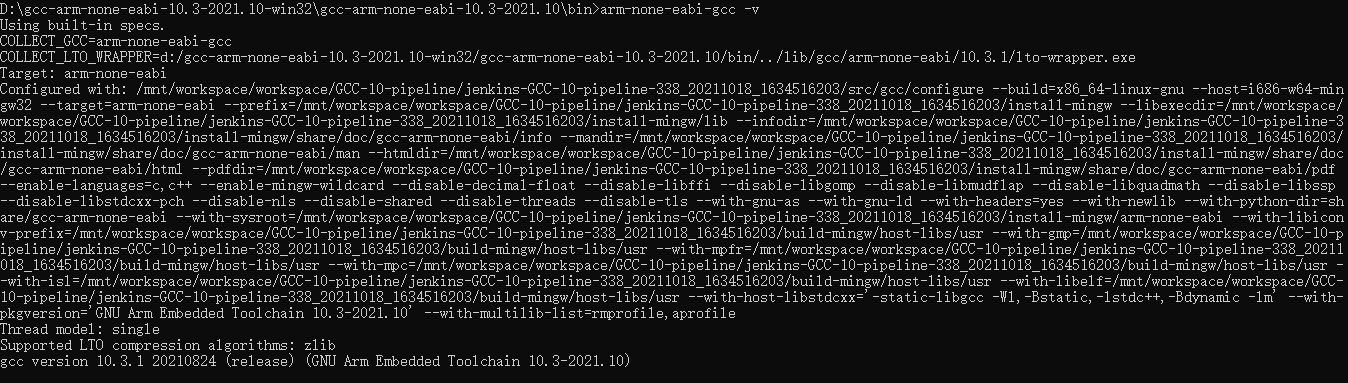 D:\gcc-arm-none-eabi-10.3-2021.10-win32\gcc-arm-none-eabi-10.3-2021.10\bin>arm-none-eabi-gcc -v
Using built-in specs.
COLLECT_GCC=arm-none-eabi-gcc
COLLECT_LTO_WRAPPER=d:/gcc-arm-none-eabi-10.3-2021.10-win32/gcc-arm-none-eabi-10.3-2021.10/bin/../lib/gcc/arm-none-eabi/10.3.1/lto-wrapper.exe
Target: arm-none-eabi
Configured with: /mnt/workspace/workspace/GCC-10-pipeline/jenkins-GCC-10-pipeline-338_20211018_1634516203/src/gcc/configure --build=x86_64-linux-gnu --host=i686-w64-min
gw32 --target=arm-none-eabi --prefix=/mnt/workspace/workspace/GCC-10-pipeline/jenkins-GCC-10-pipeline-338_20211018_1634516203/install-mingw --libexecdir=/mnt/workspace/
workspace/GCC-10-pipeline/jenkins-GCC-10-pipeline-338_20211018_1634516203/install-mingw/lib --infodir=/mnt/workspace/workspace/GCC-10-pipeline/jenkins-GCC-10-pipeline-3
38_20211018_1634516203/install-mingw/share/doc/gcc-arm-none-eabi/info --mandir=/mnt/workspace/workspace/GCC-10-pipeline/jenkins-GCC-10-pipeline-338_20211018_1634516203/
install-mingw/share/doc/gcc-arm-none-eabi/man --htmldir=/mnt/workspace/workspace/GCC-10-pipeline/jenkins-GCC-10-pipeline-338_20211018_1634516203/install-mingw/share/doc
/gcc-arm-none-eabi/html --pdfdir=/mnt/workspace/workspace/GCC-10-pipeline/jenkins-GCC-10-pipeline-338_20211018_1634516203/install-mingw/share/doc/gcc-arm-none-eabi/pdf
--enable-languages=c,c++ --enable-mingw-wildcard --disable-decimal-float --disable-libffi --disable-libgomp --disable-libmudflap --disable-libquadmath --disable-libssp
--disable-libstdcxx-pch --disable-nls --disable-shared --disable-threads --disable-tls --with-gnu-as --with-gnu-ld --with-headers=yes --with-newlib --with-python-dir=sh
are/gcc-arm-none-eabi --with-sysroot=/mnt/workspace/workspace/GCC-10-pipeline/jenkins-GCC-10-pipeline-338_20211018_1634516203/install-mingw/arm-none-eabi --with-libicon
v-prefix=/mnt/workspace/workspace/GCC-10-pipeline/jenkins-GCC-10-pipeline-338_20211018_1634516203/build-mingw/host-libs/usr --with-gmp=/mnt/workspace/workspace/GCC-10-p
ipeline/jenkins-GCC-10-pipeline-338_20211018_1634516203/build-mingw/host-libs/usr --with-mpfr=/mnt/workspace/workspace/GCC-10-pipeline/jenkins-GCC-10-pipeline-338_20211
018_1634516203/build-mingw/host-libs/usr --with-mpc=/mnt/workspace/workspace/GCC-10-pipeline/jenkins-GCC-10-pipeline-338_20211018_1634516203/build-mingw/host-libs/usr -
-with-isl=/mnt/workspace/workspace/GCC-10-pipeline/jenkins-GCC-10-pipeline-338_20211018_1634516203/build-mingw/host-libs/usr --with-libelf=/mnt/workspace/workspace/GCC-
10-pipeline/jenkins-GCC-10-pipeline-338_20211018_1634516203/build-mingw/host-libs/usr --with-host-libstdcxx='-static-libgcc -Wl,-Bstatic,-lstdc++,-Bdynamic -lm' --with-
pkgversion='GNU Arm Embedded Toolchain 10.3-2021.10' --with-multilib-list=rmprofile,aprofile
Thread model: single
Supported LTO compression algorithms: zlib
gcc version 10.3.1 20210824 (release) (GNU Arm Embedded Toolchain 10.3-2021.10)